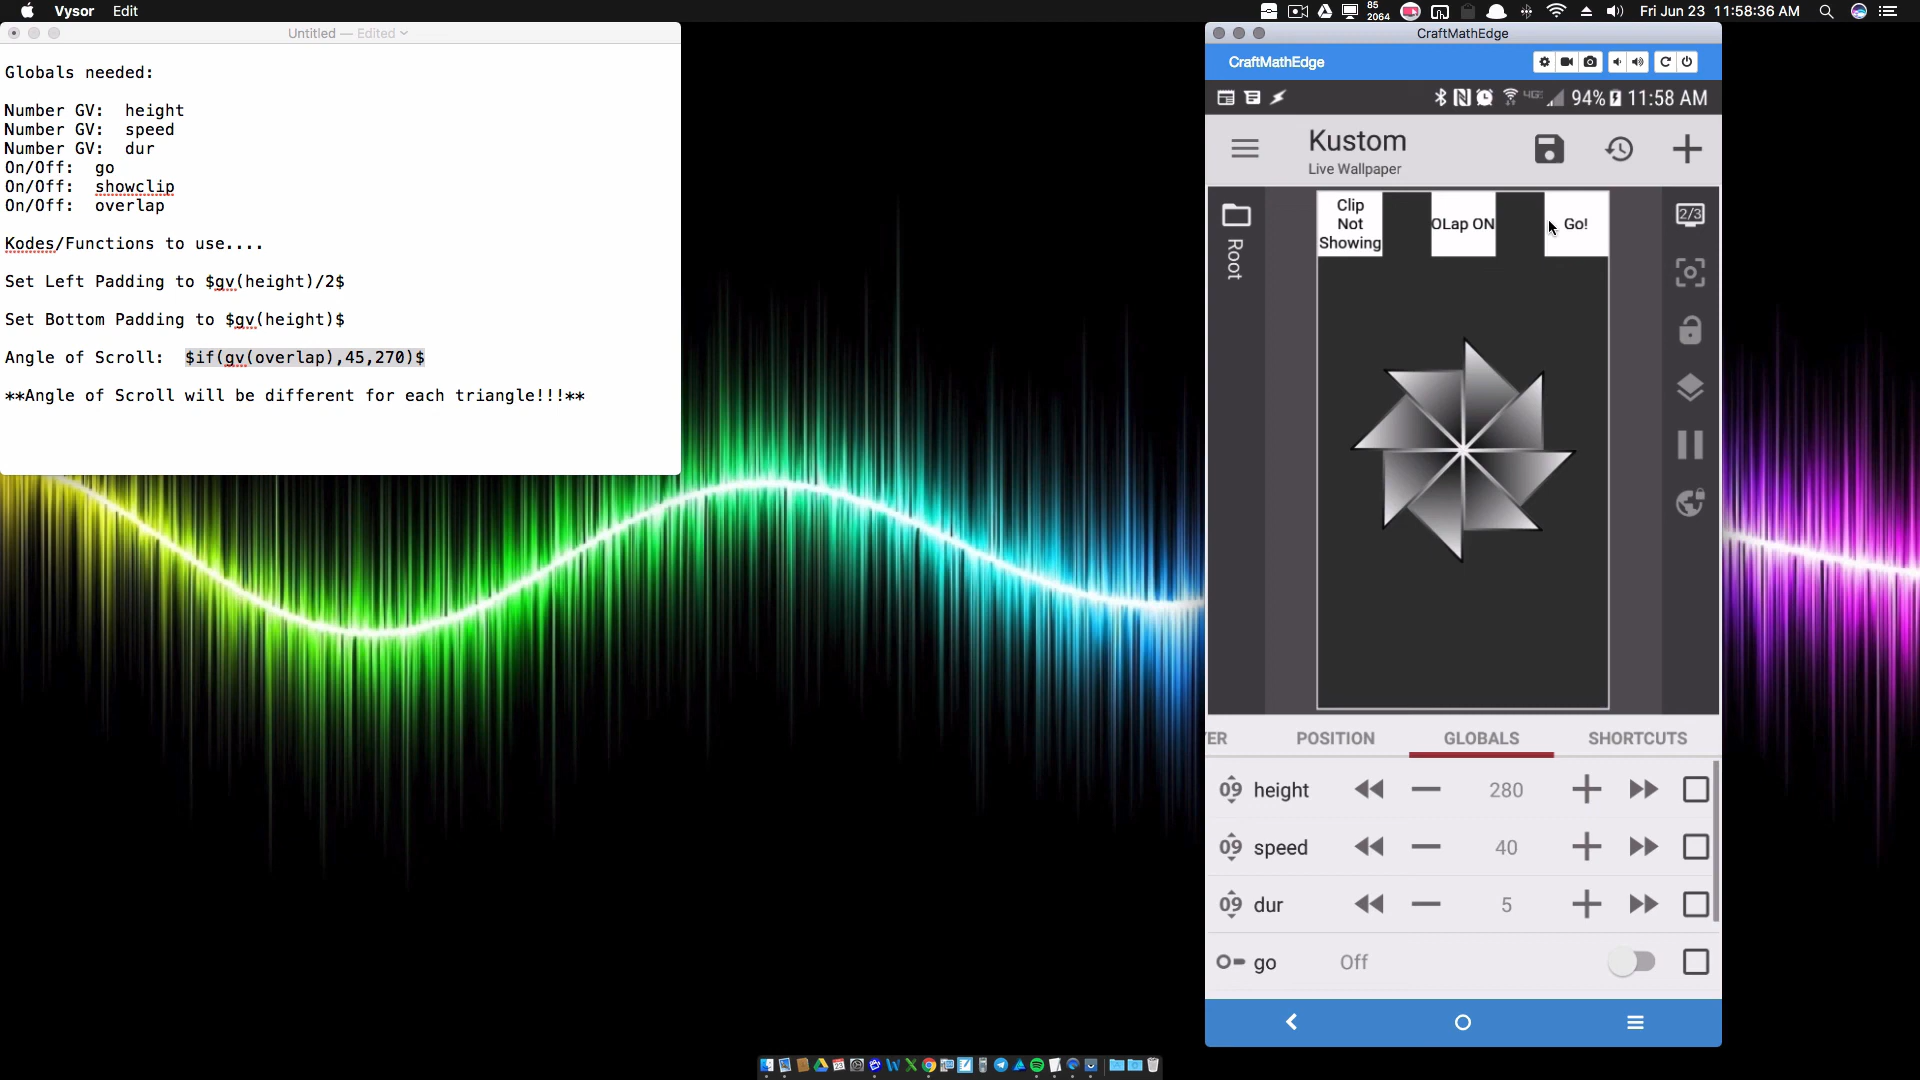 Vysor Edit
85
2064
Fri Jun 23 11:58:36 AM
Untitled — Edited
Globals needed:
Number GV: height
Number GV: speed
Number GV: dur
On/Off: go
On/Off: showclip
On/Off: overlap
Kodes/Functions to use....
Set Left Padding to $gv(height)/2$
Set Bottom Padding to $gv(height)$
Angle of Scroll: $if(gv(overlap),45,270)$
**Angle of Scroll will be different for each triangle!!!**
CraftMathEdge
CraftMathEdge
94% 11:58 AM
Kustom
Live Wallpaper
Root
Clip
Not
Showing
OLap ON
Go!
2/3
ER POSITION GLOBALS SHORTCUTS
09 height 280
09 speed 40
09 dur 5
go Off